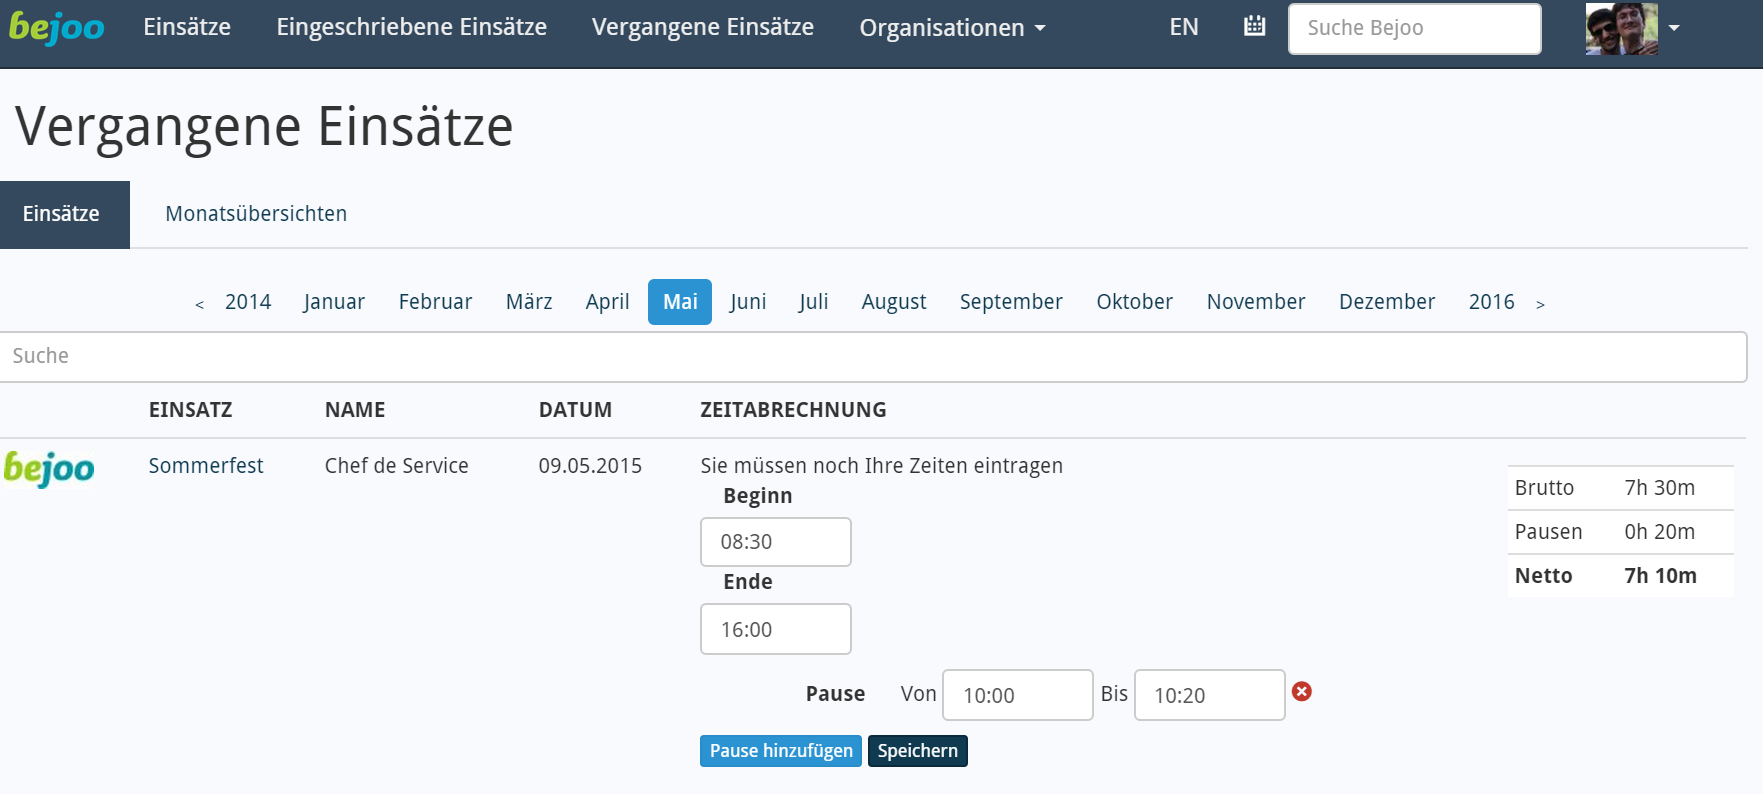 bejoo Einsätze Eingeschriebene Einsätze Vergangene Einsätze Organisationen EN Suche Bejoo
Vergangene Einsätze
Einsätze Monatsübersichten
< 2014 Januar Februar März April Mai Juni Juli August September Oktober November Dezember 2016 >
Suche
EINSATZ NAME DATUM ZEITABRECHNUNG
bejoo Sommerfest Chef de Service 09.05.2015 Sie müssen noch Ihre Zeiten eintragen
Beginn
08:30
Ende
16:00
Pause Von 10:00 Bis 10:20
Pause hinzufügen Speichern
Brutto 7h 30m
Pausen 0h 20m
Netto 7h 10m